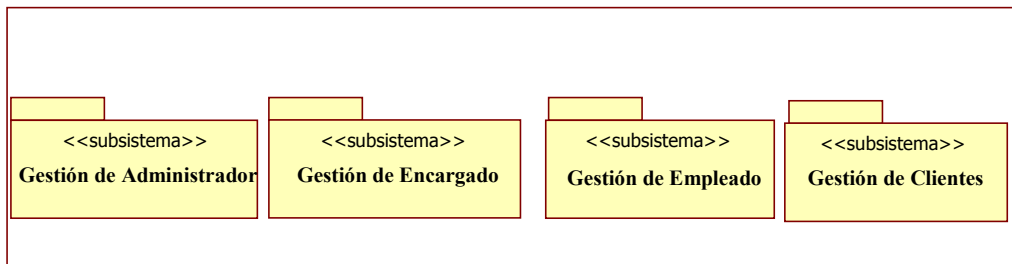 <<subsistema>>
Gestión de Administrador
<<subsistema>>
Gestión de Encargado
<<subsistema>>
Gestión de Empleado
<<subsistema>>
Gestión de Clientes